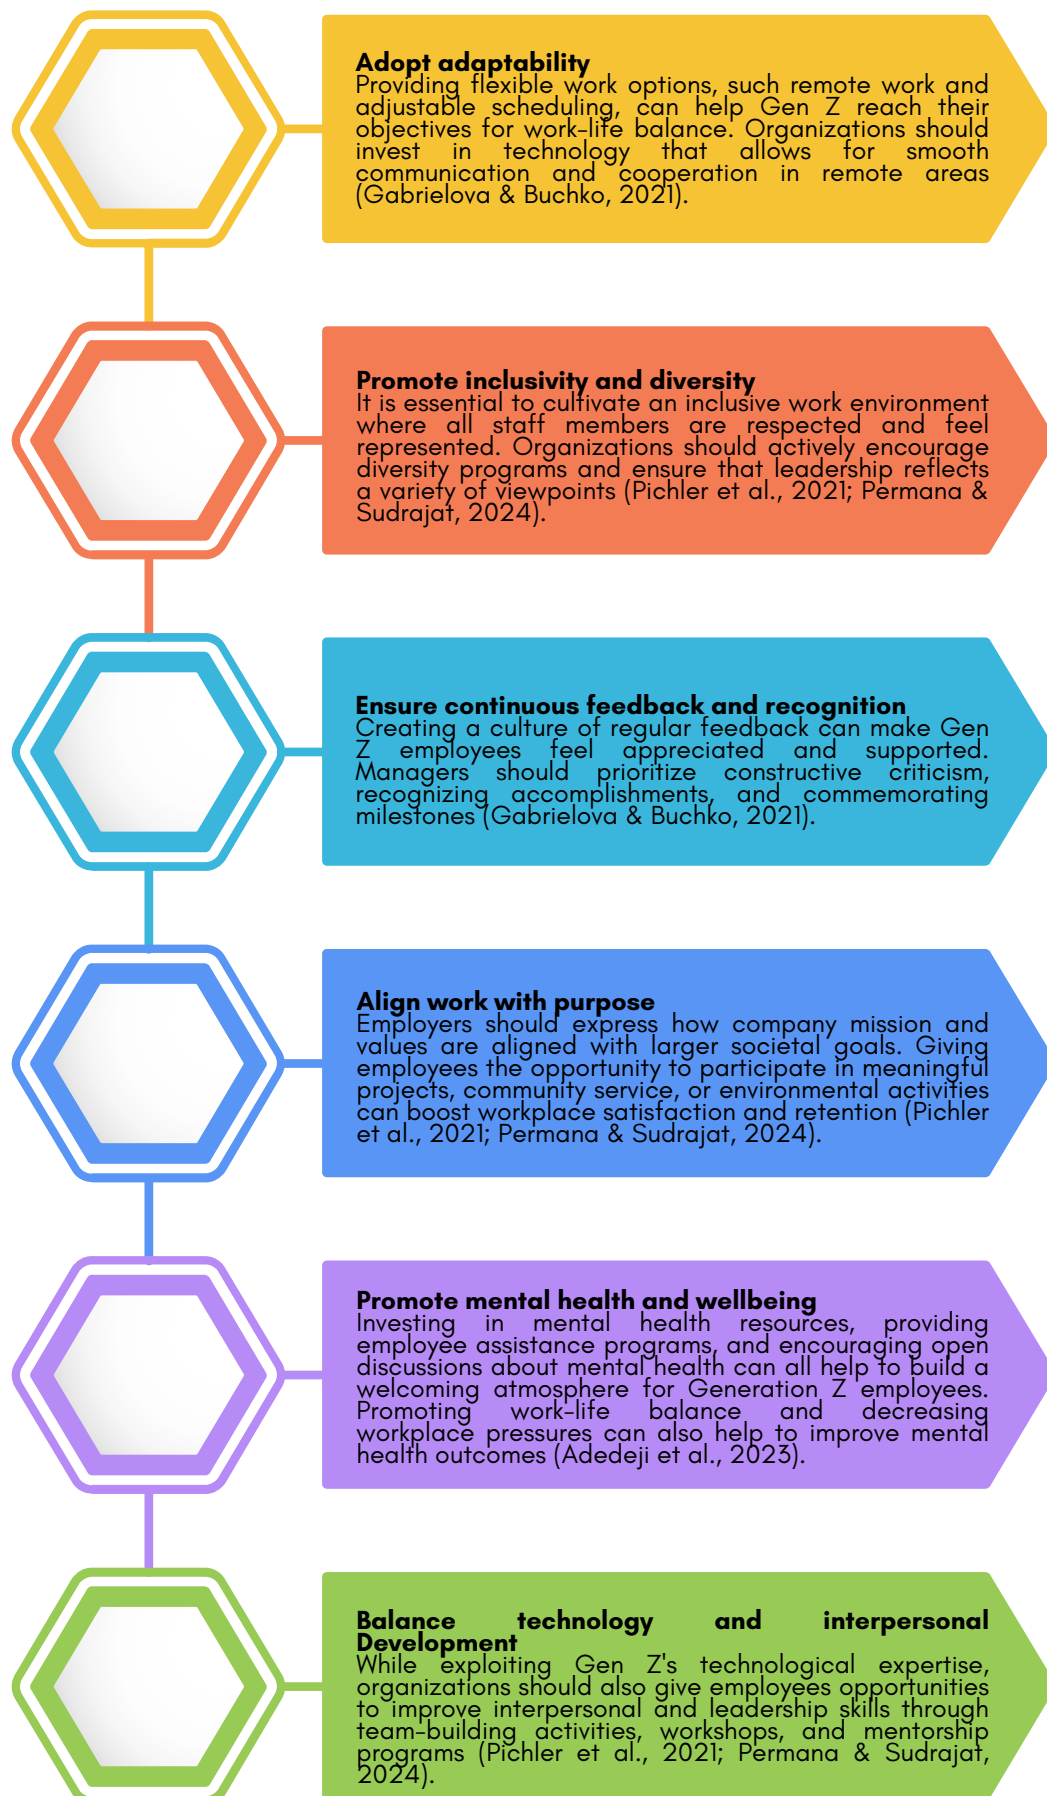 Adopt adaptability
Providing flexible work options, such remote work and
adjustable scheduling, can help Gen Z reach their
objectives for work-life balance. Organizations should
invest in technology that allows for smooth
communication and cooperation in remote areas
(Gabrielova & Buchko, 2021).
Promote inclusivity and diversity
It is essential to cultivate an inclusive work environment
where all staff members are respected and feel
represented. Organizations should actively encourage
diversity programs and ensure that leadership reflects
a variety of viewpoints (Pichler et al., 2021; Permana &
Sudrajat, 2024).
Ensure continuous feedback and recognition
Creating a culture of regular feedback can make Gen
Z employees feel appreciated and supported.
Managers should prioritize constructive criticism,
recognizing accomplishments, and commemorating
milestones (Gabrielova & Buchko, 2021).
Align work with purpose
Employers should express how company mission and
values are aligned with larger societal goals. Giving
employees the opportunity to participate in meaningful
projects, community service, or environmental activities
can boost workplace satisfaction and retention (Pichler
et al., 2021; Permana & Sudrajat, 2024).
Promote mental health and wellbeing
Investing in mental health resources, providing
employee assistance programs, and encouraging open
discussions about mental health can all help to build a
welcoming atmosphere for Generation Z employees.
Promoting work-life balance and decreasing
workplace pressures can also help to improve mental
health outcomes (Adedeji et al., 2023).
Balance technology and interpersonal
Development
While exploiting Gen Z's technological expertise,
organizations should also give employees opportunities
to improve interpersonal and leadership skills through
team-building activities, workshops, and mentorship
programs (Pichler et al., 2021; Permana & Sudrajat,
2024).